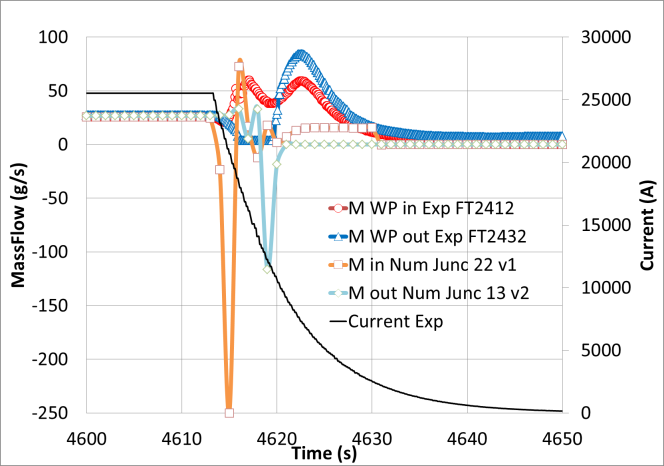 MassFlow (g/s)
100
50
0
-50
-100
-150
-200
-250
30000
25000
20000
15000
10000
5000
0
Current (A)
M WP in Exp FT2412
M WP out Exp FT2432
M in Num Junc 22 v1
M out Num Junc 13 v2
Current Exp
4600 4610 4620 4630 4640 4650
Time (s)